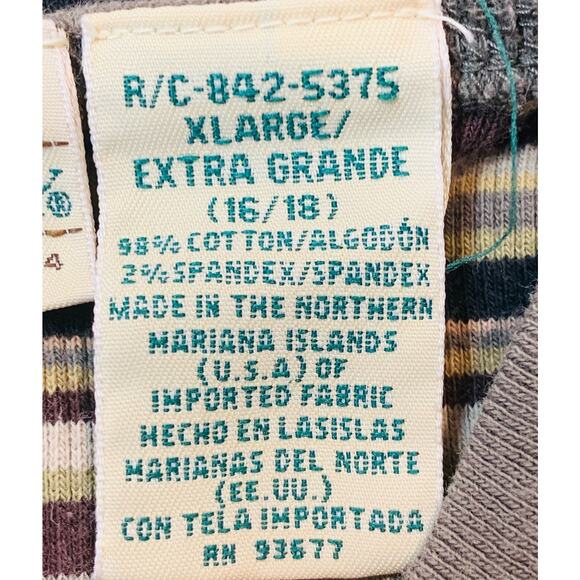 R/C-842-5375
XLARGE/
EXTRA GRANDE
(16/18)
98% COTTON/ALGODÓN
2% SPANDEX/SPANDEX
MADE IN THE NORTHERN
MARIANA ISLANDS
(U.S.A) OF
IMPORTED FABRIC
HECHO EN LASISLAS
MARIANAS DEL NORTE
(EE.UU.)
CON TELA IMPORTADA
RN 93677
®
4